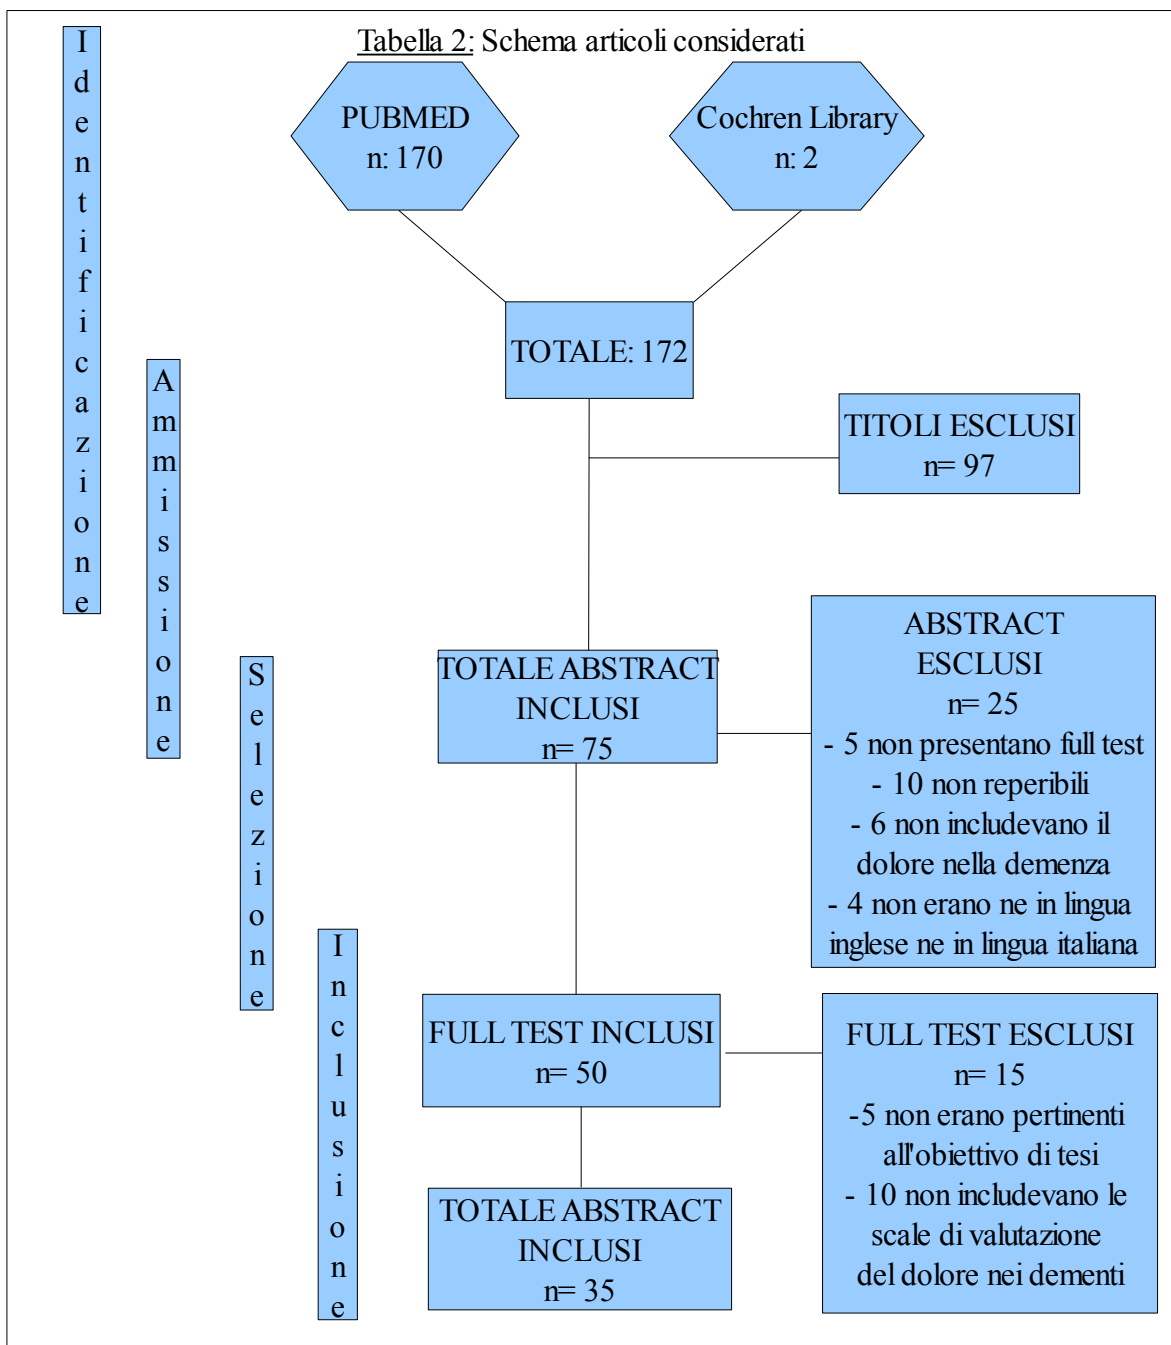 Tabella 2: Schema articoli considerati
Identificazione
PUBMED
n: 170
Cochren Library
n: 2
TOTALE: 172
Ammissione
TITOLI ESCLUSI
n= 97
Selezione
TOTALE ABSTRACT
INCLUSI
n= 75
ABSTRACT
ESCLUSI
n= 25
- 5 non presentano full test
- 10 non reperibili
- 6 non includevano il
dolore nella demenza
- 4 non erano ne in lingua
inglese ne in lingua italiana
Inclusione
FULL TEST INCLUSI
n= 50
FULL TEST ESCLUSI
n= 15
-5 non erano pertinenti
all'obiettivo di tesi
- 10 non includevano le
scale di valutazione
del dolore nei dementi
TOTALE ABSTRACT
INCLUSI
n= 35